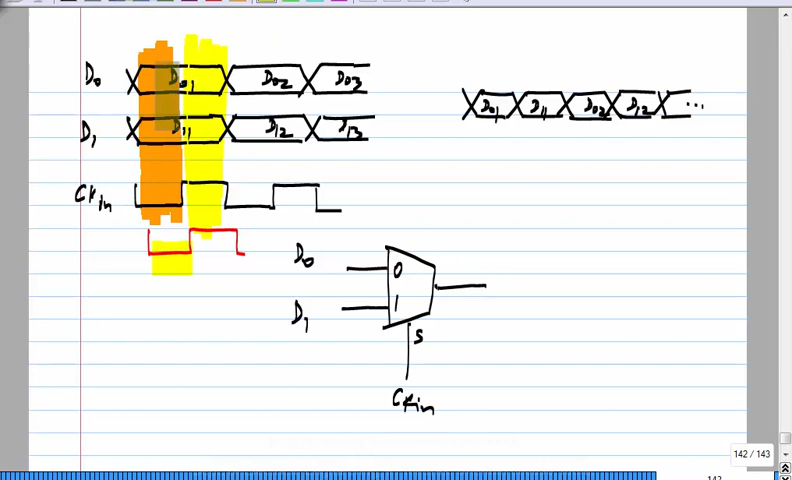 D0 D01 D02 D03
D01 D11 D02 D12 ...
D1 D11 D12 D13
CKin
D0 0
D1 1
S
CKin
142 / 143
142